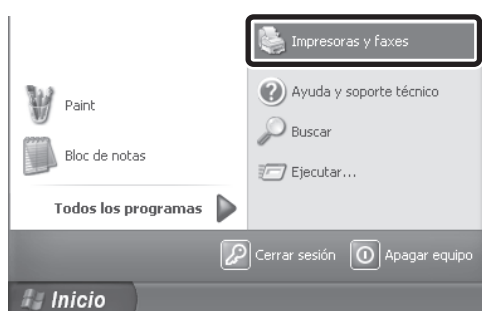 Impresoras y faxes
Paint
Ayuda y soporte técnico
Buscar
Bloc de notas
Ejecutar...
Todos los programas
Cerrar sesión
Apagar equipo
Inicio